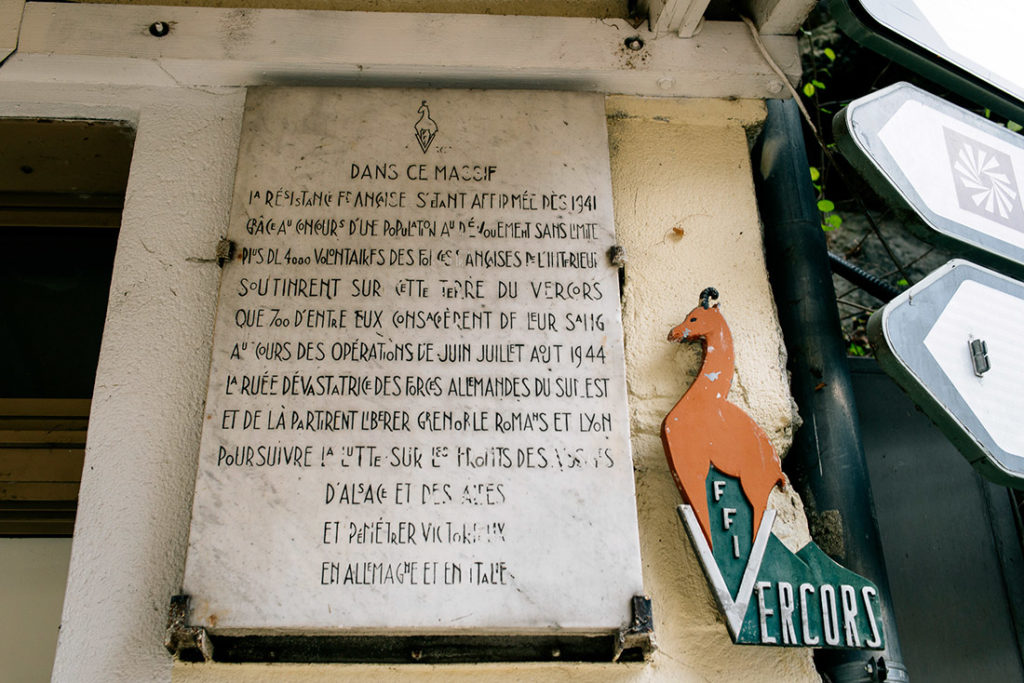 DANS CE MASSIF
LA RÉSISTANCE FRANÇAISE S'ÉTANT AFFIRMÉE DÈS 1941
GRÂCE AU CONCOURS D'UNE POPULATION AU DÉVOUEMENT SANS LIMITE
PLUS DE 4000 VOLONTAIRES DES FORCES FRANÇAISES DE L'INTERIEUR
SOUTINRENT SUR CETTE TERRE DU VERCORS
QUE 700 D'ENTRE EUX CONSACRÈRENT DE LEUR SANG
AU COURS DES OPÉRATIONS DE JUIN JUILLET AOUT 1944
LA RUÉE DÉVASTATRICE DES FORCES ALLEMANDES DU SUD EST
ET DE LÀ PARTIRENT LIBERER GRENOBLE ROMANS ET LYON
POURSUIVRE LA LUTTE SUR LES FRONTS DES VOSGES
D'ALSACE ET DES ALPES
ET PÉNÉTRER VICTORIEUX
EN ALLEMAGNE ET EN ITALIE
FFI
VERCORS